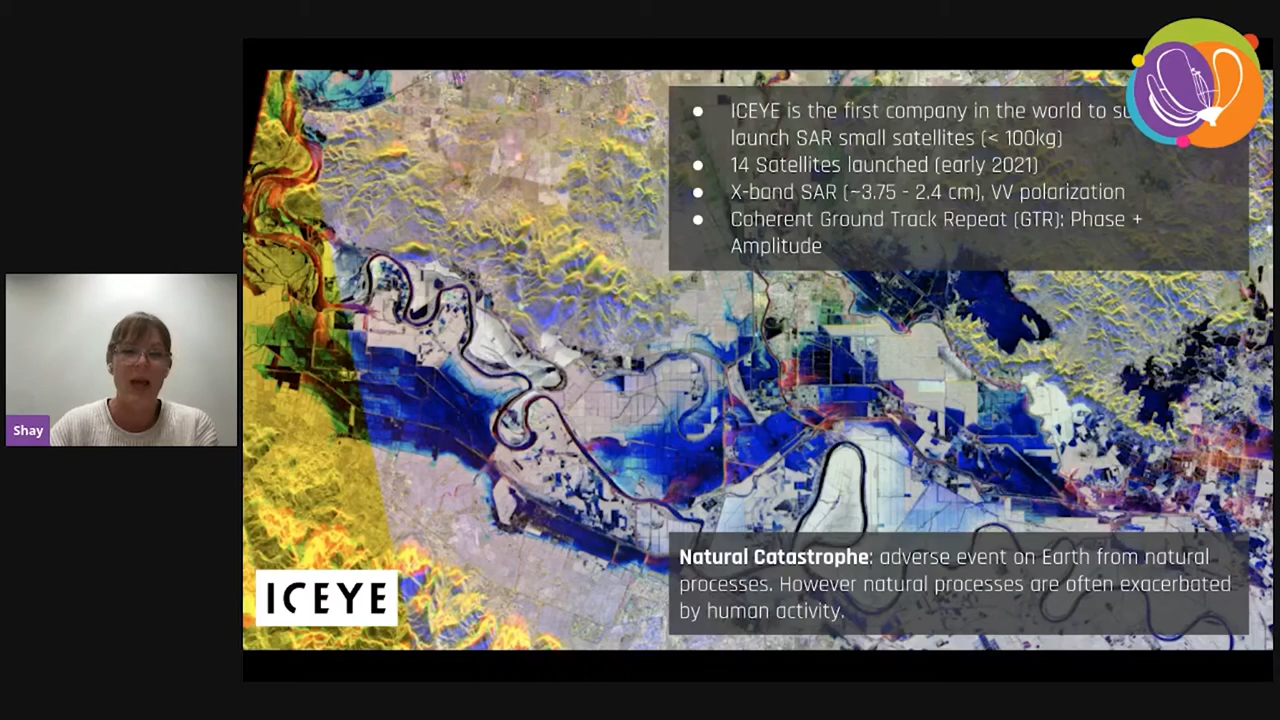 ICEYE is the first company in the world to
launch SAR small satellites (< 100kg)
14 Satellites launched (early 2021)
X-band SAR (~3.75 - 2.4 cm), VV polarization
Coherent Ground Track Repeat (GTR): Phase +
Amplitude
Shay
Natural Catastrophe: adverse event on Earth from natural
processes. However natural processes are often exacerbated
by human activity.
ICEYE